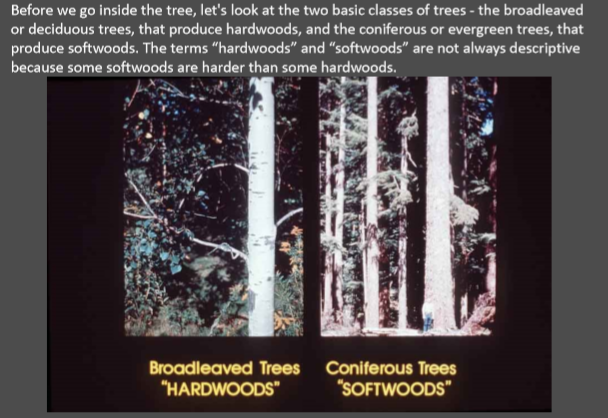 Before we go inside the tree, let's look at the two basic classes of trees - the broadleaved
or deciduous trees, that produce hardwoods, and the coniferous or evergreen trees, that
produce softwoods. The terms “hardwoods” and “softwoods” are not always descriptive
because some softwoods are harder than some hardwoods.
Broadleaved Trees
“HARDWOODS”
Coniferous Trees
“SOFTWOODS”